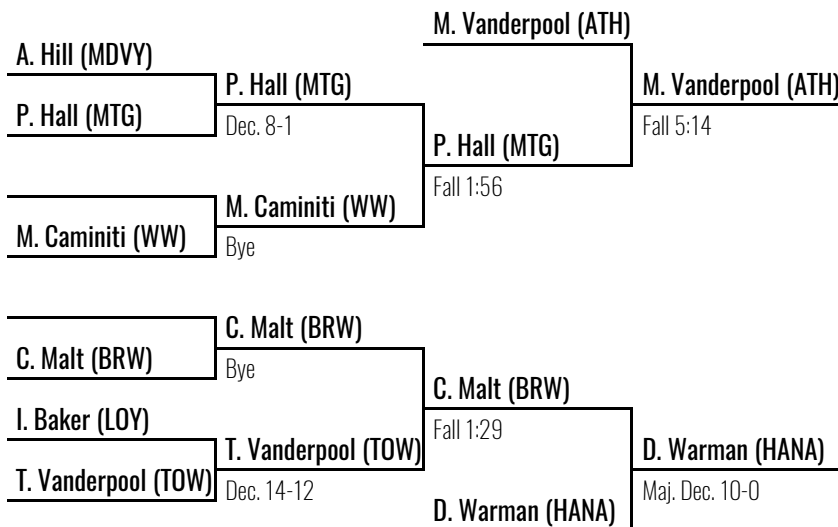 M. Vanderpool (ATH)
A. Hill (MDVY)
P. Hall (MTG)
M. Vanderpool (ATH)
P. Hall (MTG)
Dec. 8-1
Fall 5:14
P. Hall (MTG)
Fall 1:56
M. Caminiti (WW)
M. Caminiti (WW)
Bye
C. Malt (BRW)
C. Malt (BRW)
Bye
C. Malt (BRW)
I. Baker (LOY)
Fall 1:29
T. Vanderpool (TOW)
D. Warman (HANA)
T. Vanderpool (TOW)
Dec. 14-12
Maj. Dec. 10-0
D. Warman (HANA)